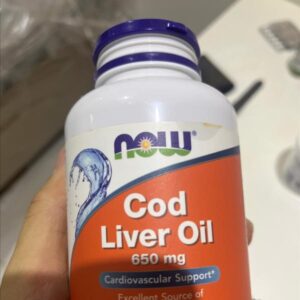 now®
Cod
Liver Oil
650 mg
Cardiovascular Support*
Excellent Source of